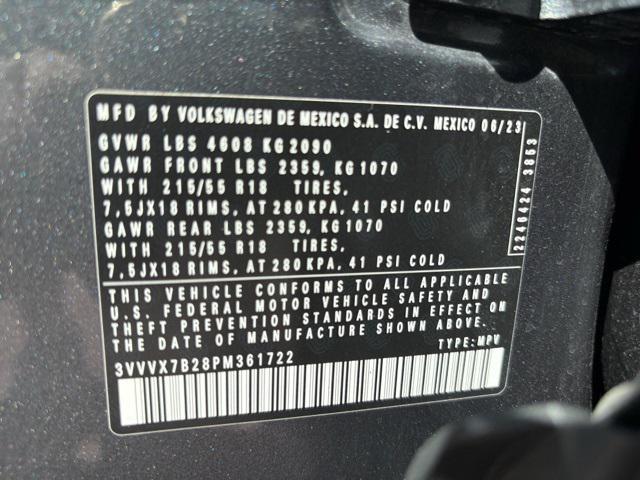 MFD BY VOLKSWAGEN DE MEXICO S.A. DE C.V. MEXICO 06/23
GVWR LBS 4608 KG 2090
GAWR FRONT LBS 2359, KG 1070
WITH 215/55 R18 TIRES,
7,5JX18 RIMS, AT 280 KPA, 41 PSI COLD
GAWR REAR LBS 2359, KG 1070
WITH 215/55 R18 TIRES,
7,5JX18 RIMS, AT 280 KPA, 41 PSI COLD
2246424 3853
THIS VEHICLE CONFORMS TO ALL APPLICABLE
U.S. FEDERAL MOTOR VEHICLE SAFETY AND
THEFT PREVENTION STANDARDS IN EFFECT ON
THE DATE OF MANUFACTURE SHOWN ABOVE.
3VVVX7B28PM361722 TYPE: MPV